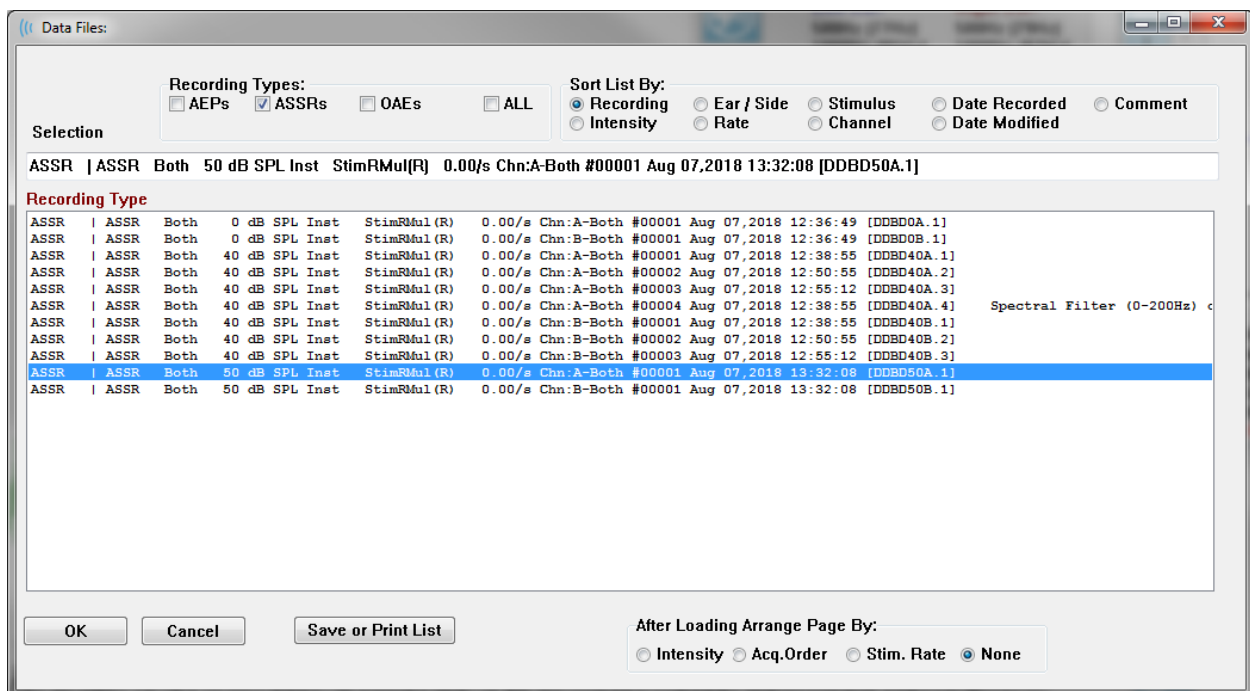 Data Files:
Recording Types:
AEPs ASSRs OAEs ALL
Sort List By:
Recording Ear / Side Stimulus Date Recorded Comment
Intensity Rate Channel Date Modified
Selection
ASSR | ASSR Both 50 dB SPL Inst StimRMul(R) 0.00/s Chn:A-Both #00001 Aug 07,2018 13:32:08 [DDBD50A.1]
Recording Type
ASSR | ASSR Both 0 dB SPL Inst StimRMul(R) 0.00/s Chn:A-Both #00001 Aug 07,2018 12:36:49 [DDBD0A.1]
ASSR | ASSR Both 0 dB SPL Inst StimRMul(R) 0.00/s Chn:B-Both #00001 Aug 07,2018 12:36:49 [DDBD0B.1]
ASSR | ASSR Both 40 dB SPL Inst StimRMul(R) 0.00/s Chn:A-Both #00001 Aug 07,2018 12:38:55 [DDBD40A.1]
ASSR | ASSR Both 40 dB SPL Inst StimRMul(R) 0.00/s Chn:A-Both #00002 Aug 07,2018 12:50:55 [DDBD40A.2]
ASSR | ASSR Both 40 dB SPL Inst StimRMul(R) 0.00/s Chn:A-Both #00003 Aug 07,2018 12:55:12 [DDBD40A.3]
ASSR | ASSR Both 40 dB SPL Inst StimRMul(R) 0.00/s Chn:A-Both #00004 Aug 07,2018 12:38:55 [DDBD40A.4] Spectral Filter (0-200Hz)
ASSR | ASSR Both 40 dB SPL Inst StimRMul(R) 0.00/s Chn:B-Both #00001 Aug 07,2018 12:38:55 [DDBD40B.1]
ASSR | ASSR Both 40 dB SPL Inst StimRMul(R) 0.00/s Chn:B-Both #00002 Aug 07,2018 12:50:55 [DDBD40B.2]
ASSR | ASSR Both 40 dB SPL Inst StimRMul(R) 0.00/s Chn:B-Both #00003 Aug 07,2018 12:55:12 [DDBD40B.3]
ASSR | ASSR Both 50 dB SPL Inst StimRMul(R) 0.00/s Chn:A-Both #00001 Aug 07,2018 13:32:08 [DDBD50A.1]
ASSR | ASSR Both 50 dB SPL Inst StimRMul(R) 0.00/s Chn:B-Both #00001 Aug 07,2018 13:32:08 [DDBD50B.1]
OK Cancel Save or Print List
After Loading Arrange Page By:
Intensity Acq.Order Stim. Rate None